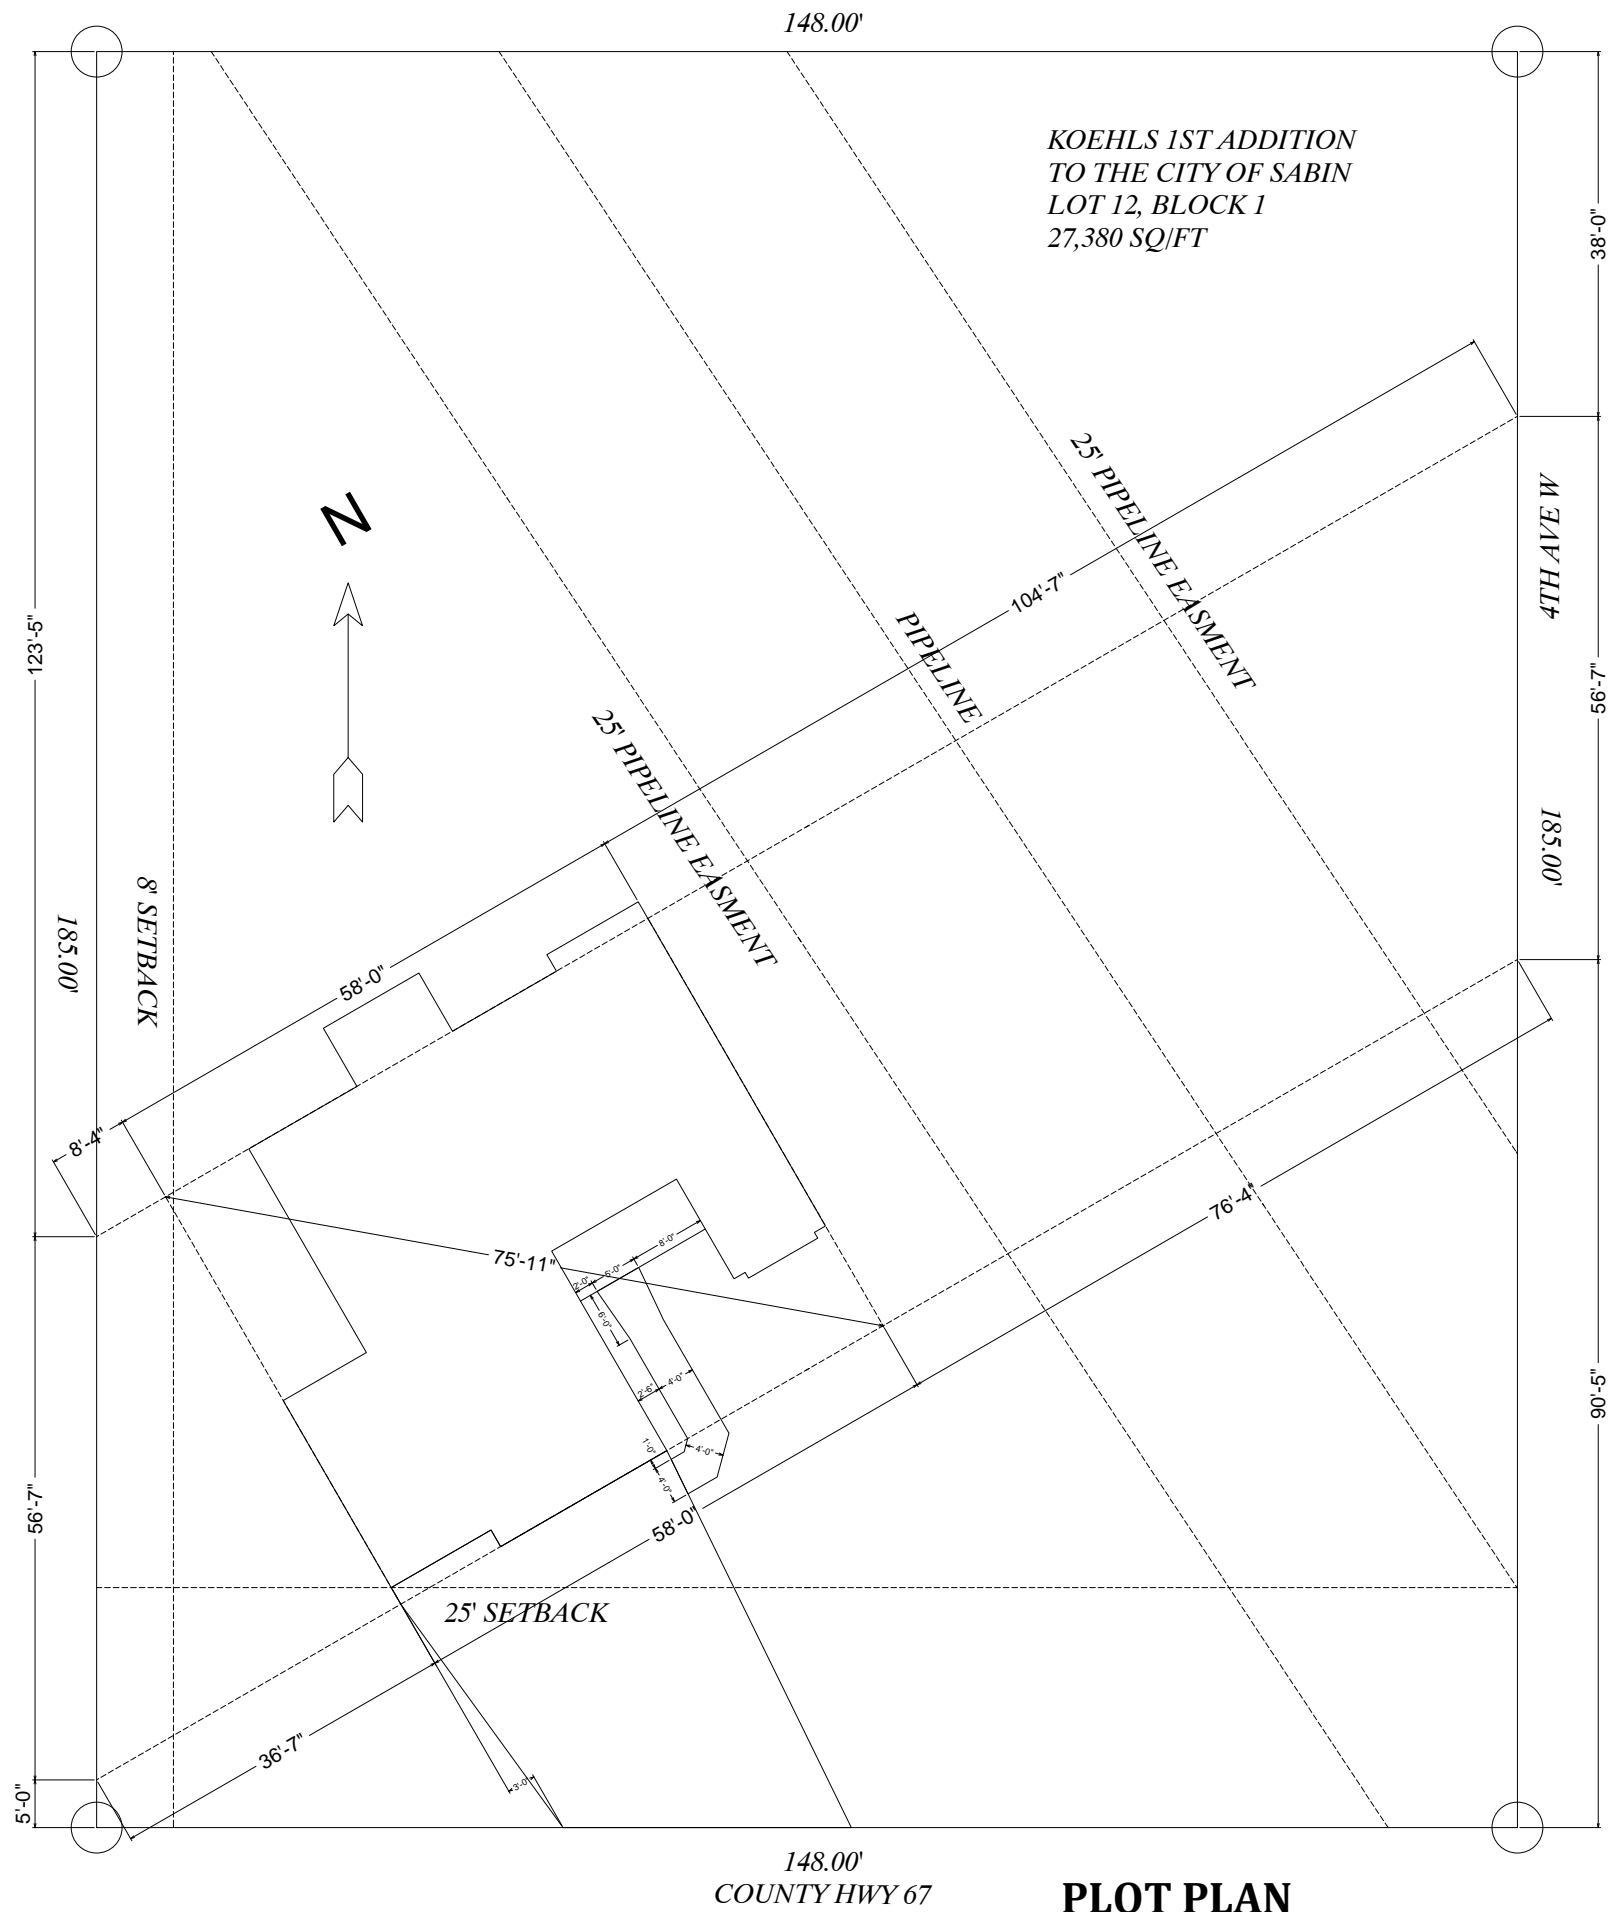 148.00'
KOEHLS 1ST ADDITION
TO THE CITY OF SABIN
LOT 12, BLOCK 1
27,380 SQ/FT
38'-0"
25' PIPELINE EASMENT
4TH AVE W
N
104'-7"
PIPELINE
123'-5"
56'-7"
25' PIPELINE EASMENT
185.00'
8' SETBACK
185.00'
58'-0"
8'-4"
76'-4"
75'-11"
8'-0"
5'-0"
2'-0"
6'-0"
4'-0"
2'-6"
90'-5"
1'-0"
4'-0"
4'-0"
56'-7"
58'-0"
25' SETBACK
36'-7"
3'-0"
5'-0"
148.00'
COUNTY HWY 67
PLOT PLAN